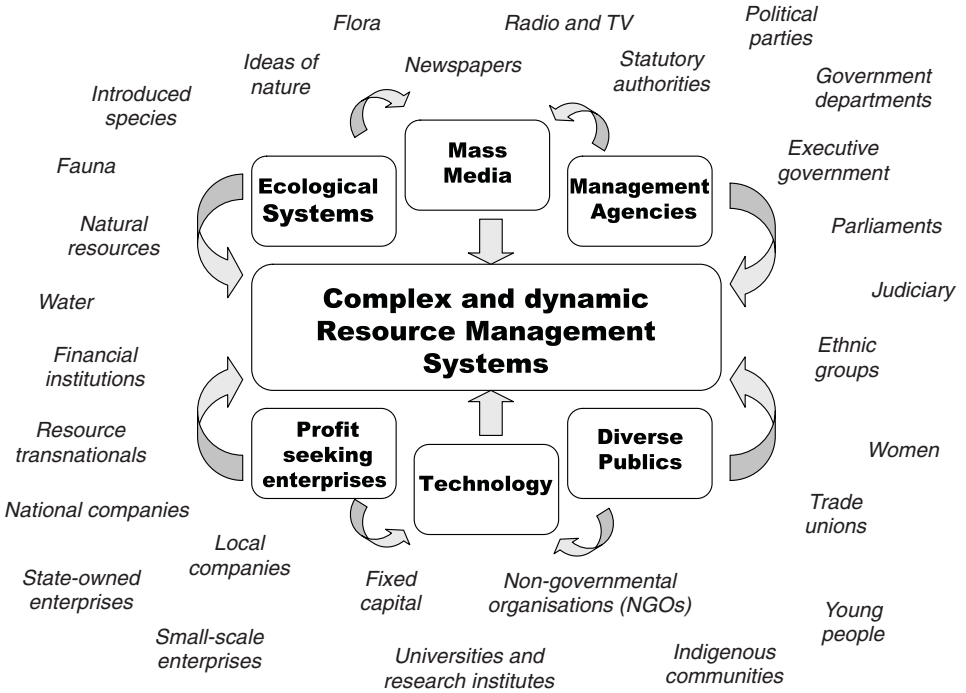 Flora
Radio and TV
Political
parties
Ideas of
nature
Newspapers
Statutory
authorities
Government
departments
Introduced
species
Mass
Media
Executive
government
Fauna
Ecological
Systems
Management
Agencies
Natural
resources
Parliaments
Water
Complex and dynamic
Resource Management
Systems
Judiciary
Financial
institutions
Ethnic
groups
Resource
transnationals
Profit
seeking
enterprises
Technology
Diverse
Publics
Women
National companies
Trade
unions
Local
companies
State-owned
enterprises
Fixed
capital
Non-governmental
organisations (NGOs)
Young
people
Small-scale
enterprises
Universities and
research institutes
Indigenous
communities